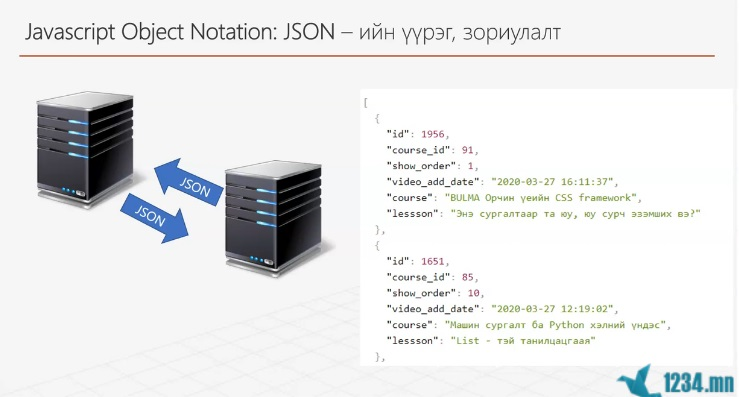 Javascript Object Notation: JSON – ийн үүрэг, зориулалт
JSON
JSON
[
{
"id": 1956,
"course_id": 91,
"show_order": 1,
"video_add_date": "2020-03-27 16:11:37",
"course": "BULMA Орчин үеийн CSS framework",
"lessson": "Энэ сургалтаар та юу, юу сурч эзэмших вэ?"
},
{
"id": 1651,
"course_id": 85,
"show_order": 10,
"video_add_date": "2020-03-27 12:19:02",
"course": "Машин сургалт ба Python хэлний үндэс",
"lessson": "List - тэй танилцацгаая"
},
1234.mn